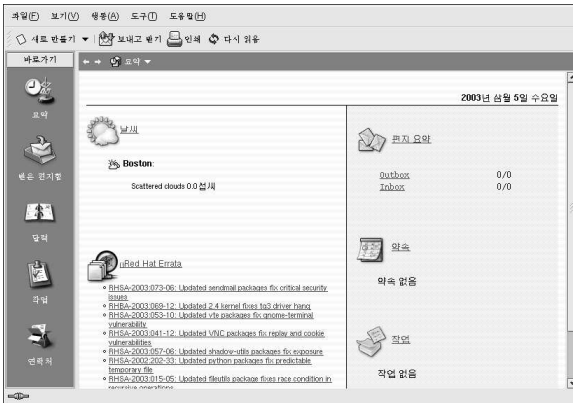 파일(F) 보기(V) 행동(A) 도구(T) 도움말(H)
새로 만들기 보내고 받기 인쇄 다시 읽음
바로가기
요약
2003년 삼월 5일 수요일
요약
받은 편지함
달력
작업
연락처
날씨
Boston:
Scattered clouds 0.0 섭씨
Red Hat Errata
RHSA-2003:073-06: Updated sendmail packages fix critical security
issues
RHBA-2003:069-12: Updated 2.4 kernel fixes tg3 driver hang
RHSA-2003:053-10: Updated vte packages fix gnome-terminal
vulnerability
RHSA-2003:041-12: Updated VNC packages fix replay and cookie
vulnerabilities
RHSA-2003:057-06: Updated shadow-utils packages fix exposure
RHSA-2002:202-33: Updated python packages fix predictable
temporary file
RHSA-2003:015-05: Updated fileutils package fixes race condition in
recursive operations
편지 요약
Outbox 0/0
Inbox 0/0
약속
약속 없음
작업
작업 없음